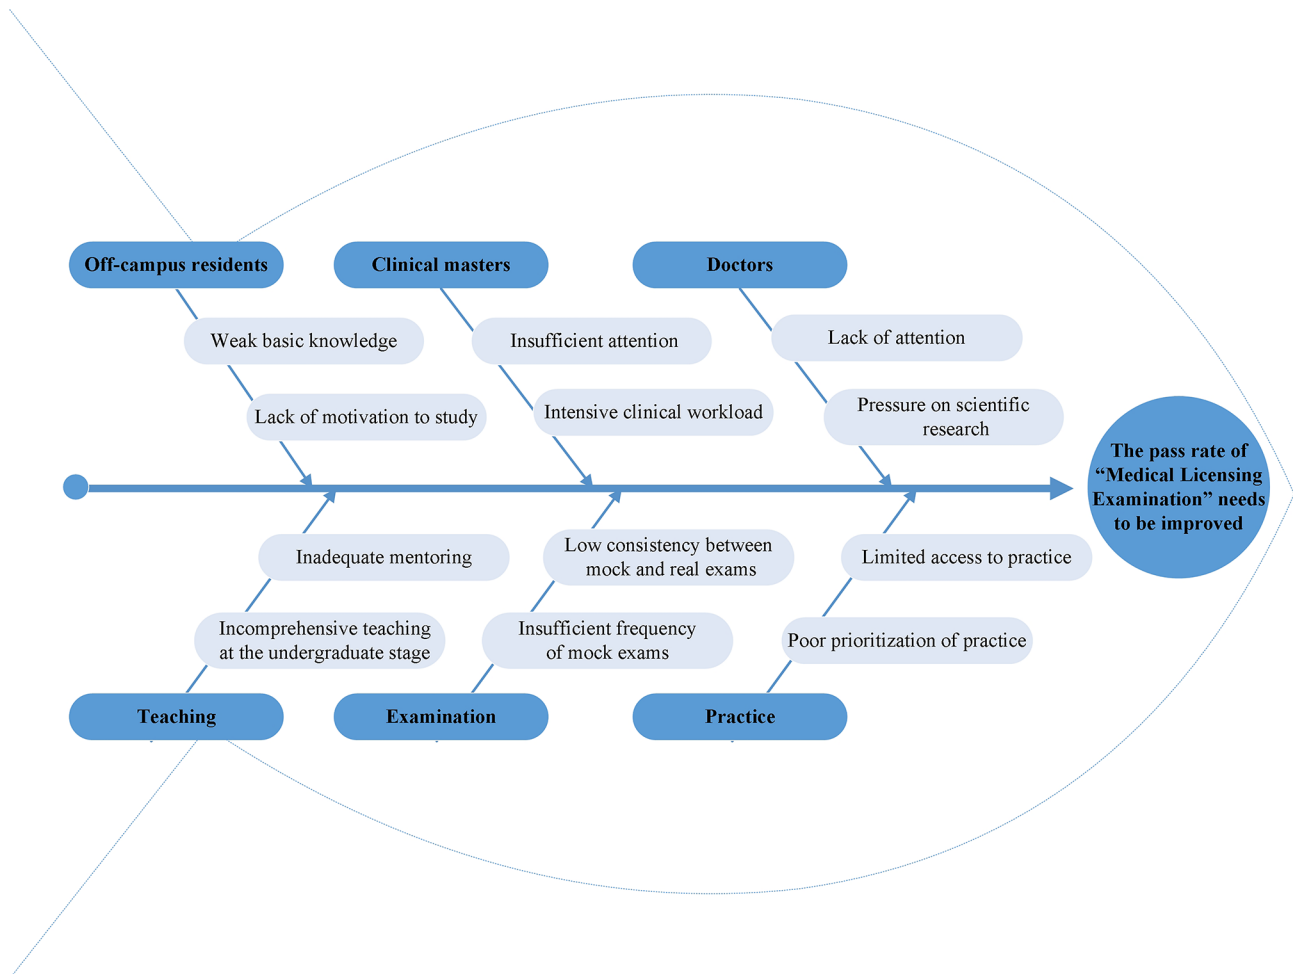 Off-campus residents
Clinical masters
Doctors
Weak basic knowledge
Insufficient attention
Lack of attention
Lack of motivation to study
Intensive clinical workload
Pressure on scientific
research
The pass rate of
“Medical Licensing
Examination” needs
to be improved
Inadequate mentoring
Low consistency between
mock and real exams
Limited access to practice
Incomprehensive teaching
at the undergraduate stage
Insufficient frequency
of mock exams
Poor prioritization of practice
Teaching
Examination
Practice